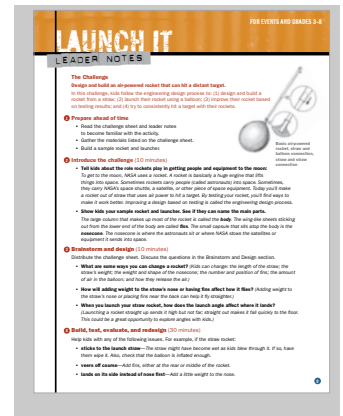 FOR EVENTS AND GRADES 3–8
LAUNCH IT
LEADER NOTES
The Challenge
Design and build an air-powered rocket that can hit a distant target.
In this challenge, kids follow the engineering design process to: (1) design and build a
rocket from a straw; (2) launch their rocket using a balloon; (3) improve their rocket based
on testing results; and (4) try to consistently hit a target with their rockets.
1 Prepare ahead of time
• Read the challenge sheet and leader notes
to become familiar with the activity.
• Gather the materials listed on the challenge sheet.
• Build a sample rocket and launches
Basic air-powered
rocket, straw and
balloon connection,
straw and straw
connection
2 Introduce the challenge (10 minutes)
• Tell kids about the role rockets play in getting people and equipment to the moon:
To get to the moon, NASA uses a rocket. A rocket is basically a huge engine that lifts
things into space. Sometimes rockets carry people (called astronauts) into space. Sometimes,
they carry NASA's space shuttle, a satellite, or other piece of space equipment. Today you'll make
a rocket out of straw that uses air power to hit a target. By testing your rocket, you'll find ways to
make it work better. Improving a design based on testing is called the engineering design process.
• Show kids your sample rocket and launcher. See if they can name the main parts.
The large column that makes up most of the rocket is called the body. The wing-like sheets sticking
out from the lower end of the body are called fins. The small capsule that sits atop the body is the
nosecone. The nosecone is where the astronauts sit or where NASA stows the satellites or
equipment it sends into space.
3 Brainstorm and design (10 minutes)
Distribute the challenge sheet. Discuss the questions in the Brainstorm and Design section.
• What are some ways you can change a rocket? (Kids can change: the length of the straw; the
straw's weight; the weight and shape of the nosecone; the number and position of fins; the amount
of air in the balloon; and how they release the air.)
• How will adding weight to the straw's nose or having fins affect how it flies? (Adding weight to
the straw's nose or placing fins near the back can help it fly straighter.)
• When you launch your straw rocket, how does the launch angle affect where it lands?
(Launching a rocket straight up sends it high but not far; straight out makes it fall quickly to the floor.
This could be a great opportunity to explore angles with kids.)
4 Build, test, evaluate, and redesign (30 minutes)
Help kids with any of the following issues. For example, if the straw rocket:
• sticks to the launch straw—The straw might have become wet as kids blew through it. If so, have
them wipe it. Also, check that the balloon is inflated enough.
• veers off course—Add fins, either at the rear or middle of the rocket.
• lands on its side instead of nose first—Add a little weight to the nose.